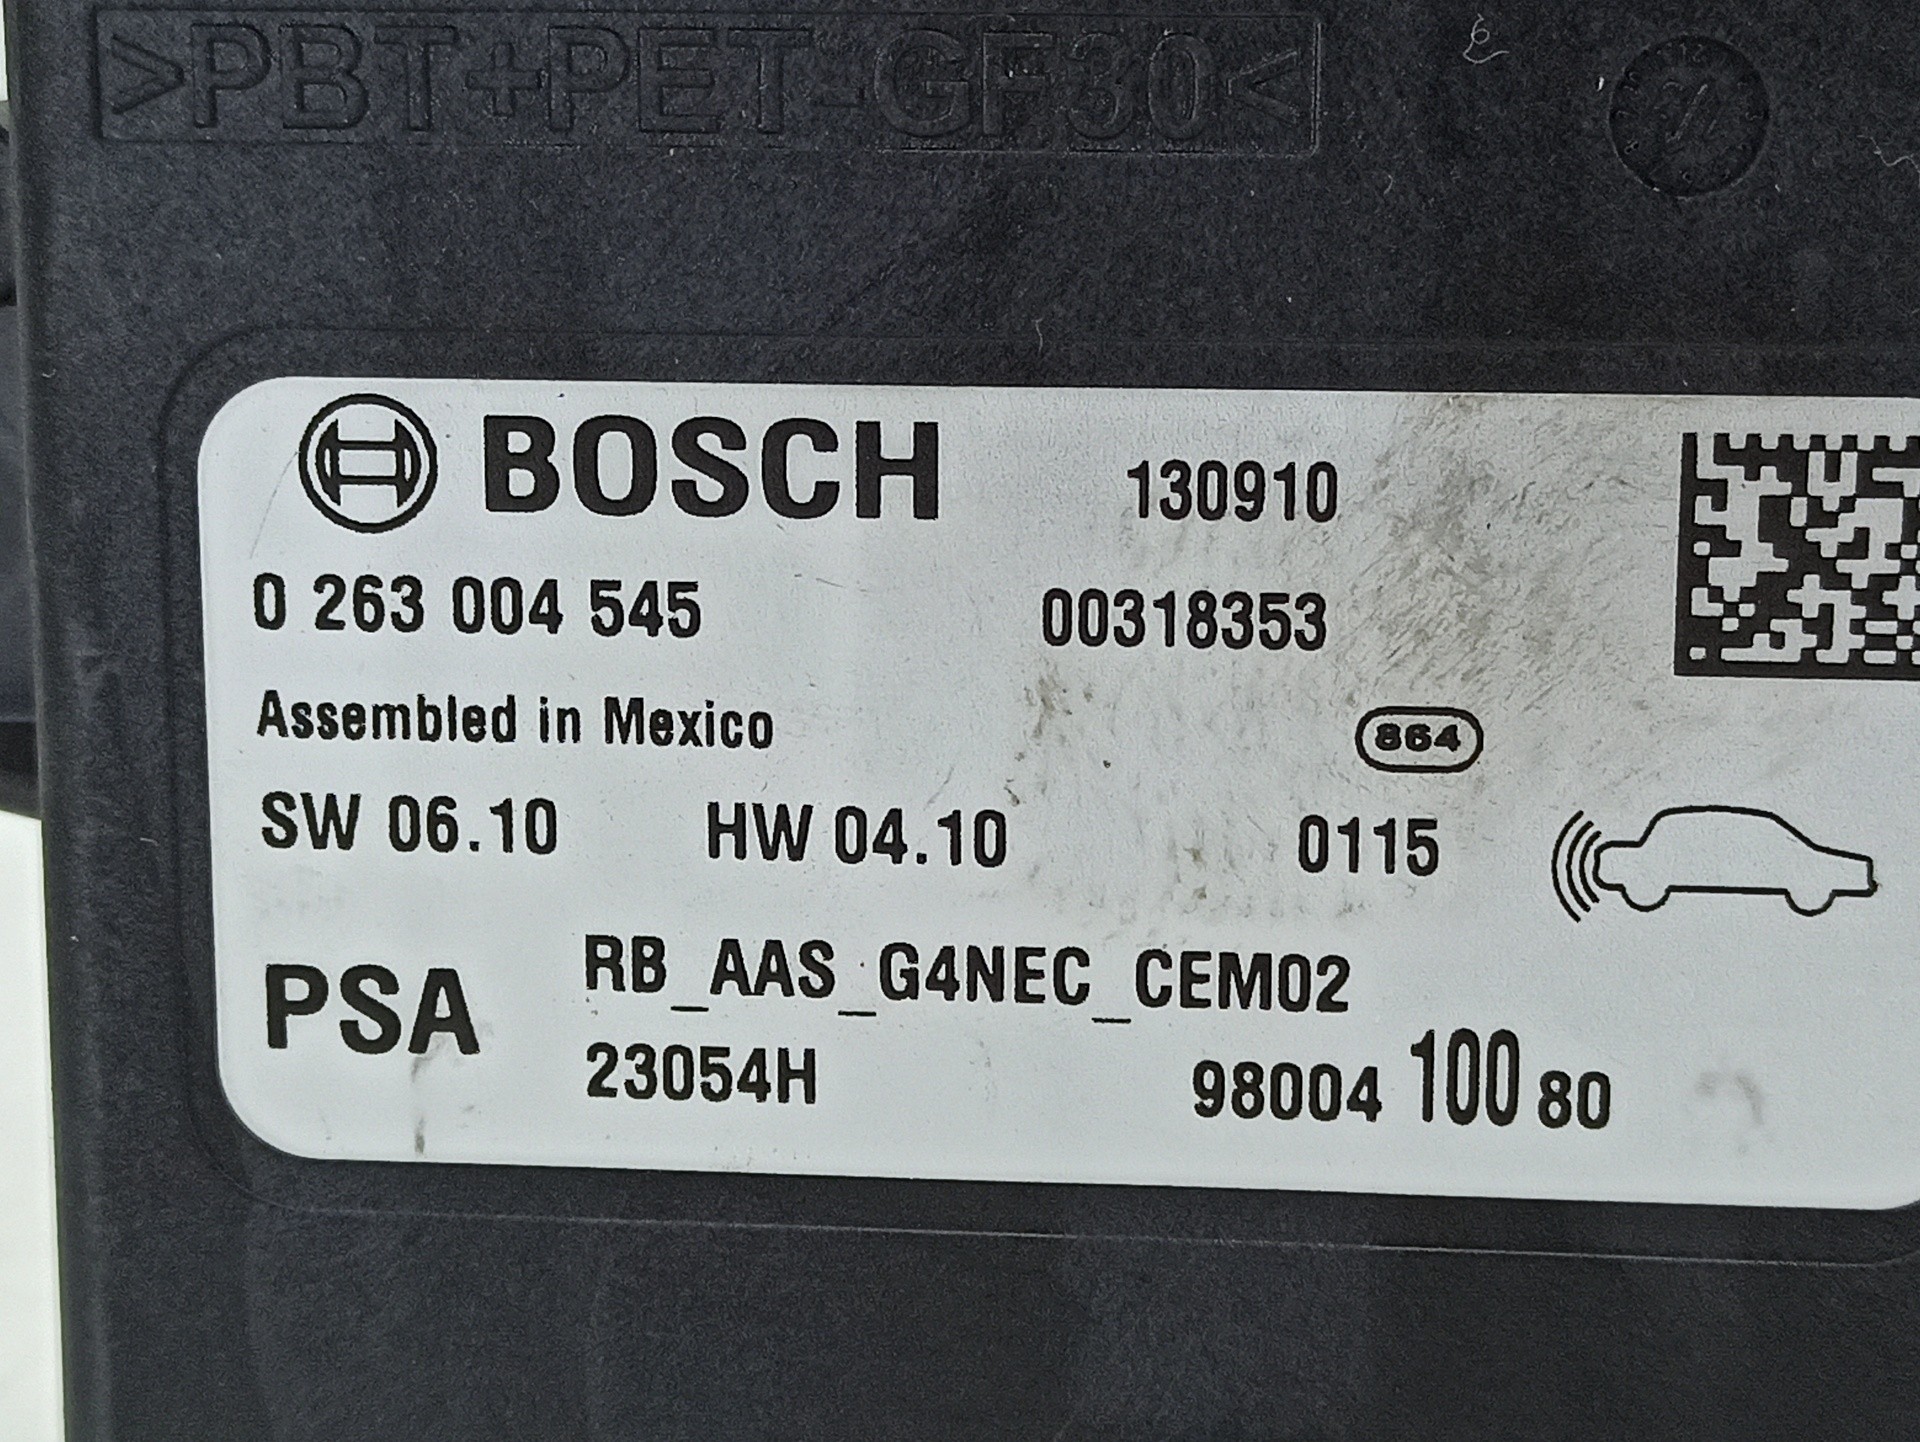 >PBT+PET-GF30<
BOSCH 130910
0 263 004 545 00318353
Assembled in Mexico 864
SW 06.10 HW 04.10 0115
PSA RB_AAS_G4NEC_CEM02
23054H 98004 100 80